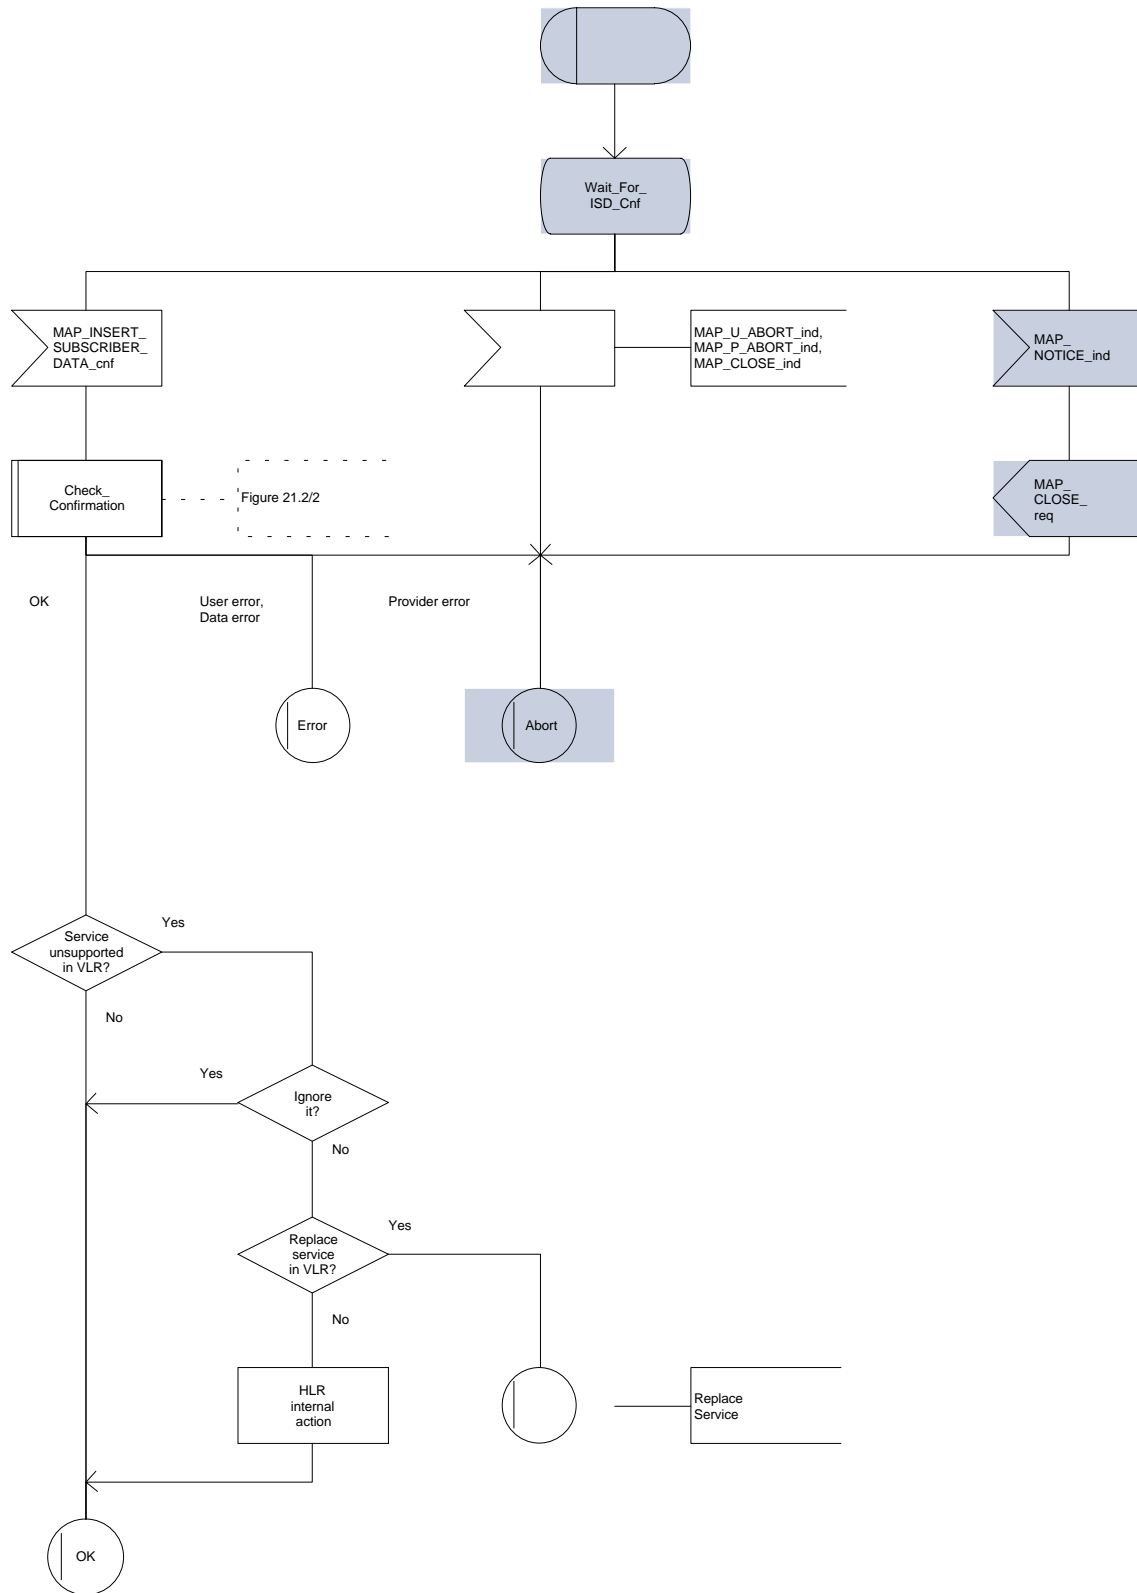 Wait_For_
ISD_Cnf
MAP_INSERT_
SUBSCRIBER_
DATA_cnf
MAP_U_ABORT_ind,
MAP_P_ABORT_ind,
MAP_CLOSE_ind
MAP_
NOTICE_ind
Check_
Confirmation
Figure 21.2/2
MAP_
CLOSE_
req
OK
User error,
Data error
Provider error
Error
Abort
Service
unsupported
in VLR?
Yes
No
Yes
Ignore
it?
No
Replace
service
in VLR?
Yes
No
HLR
internal
action
Replace
Service
OK